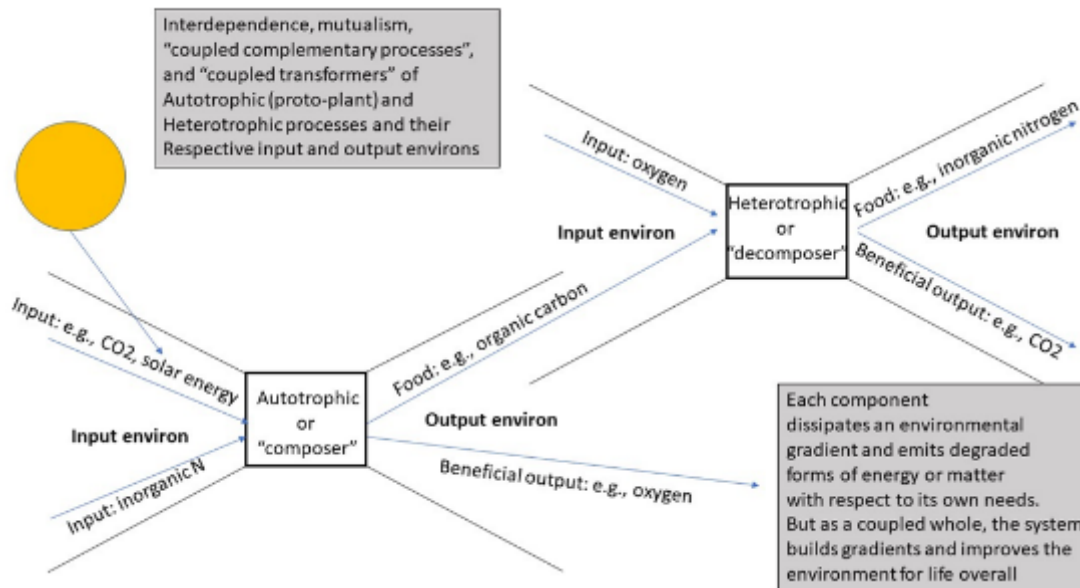 Interdependence, mutualism,
“coupled complementary processes”,
and “coupled transformers” of
Autotrophic (proto-plant) and
Heterotrophic processes and their
Respective input and output environs
Input: oxygen
Input environ
Heterotrophic
or
“decomposer”
Food: e.g., inorganic nitrogen
Output environ
Beneficial output: e.g., CO2
Input: e.g., CO2, solar energy
Input environ
Input: inorganic N
Autotrophic
or
“composer”
Food: e.g., organic carbon
Output environ
Beneficial output: e.g., oxygen
Each component
dissipates an environmental
gradient and emits degraded
forms of energy or matter
with respect to its own needs.
But as a coupled whole, the system
builds gradients and improves the
environment for life overall